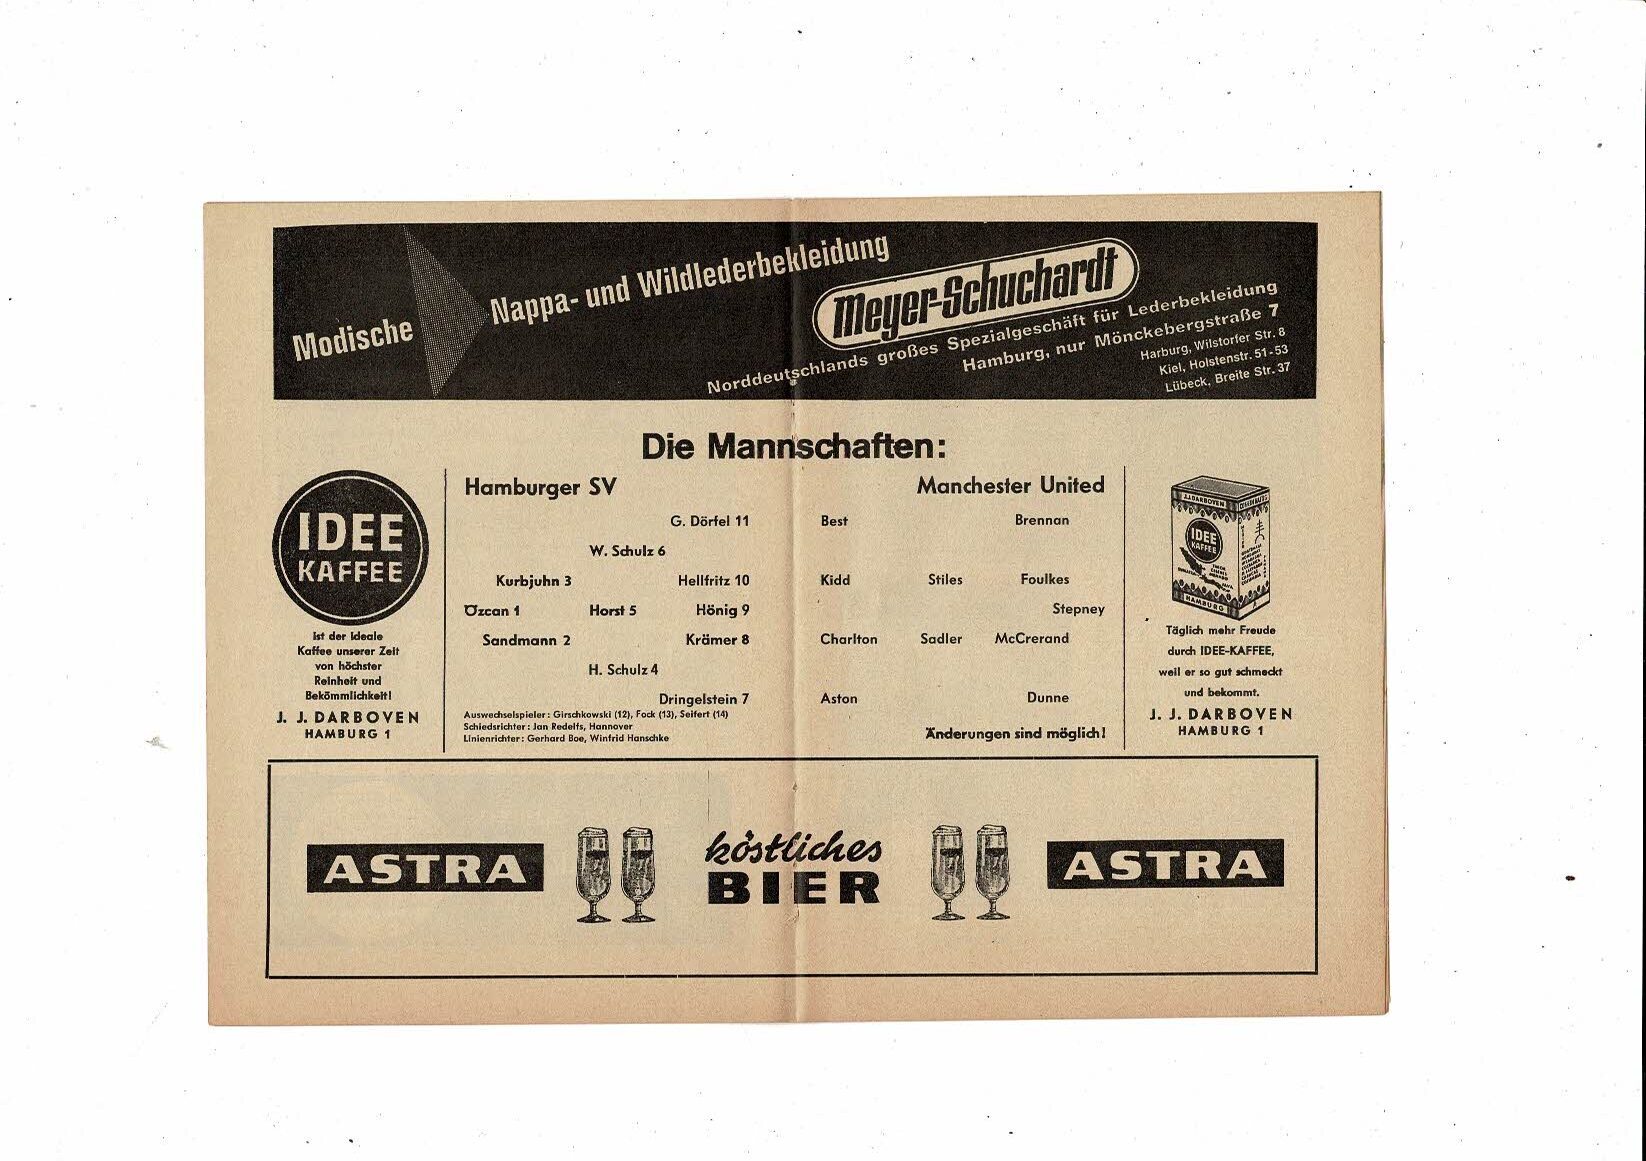 Modische
Nappa- und Wildlederbekleidung
Meyer-Schuchardt
Norddeutschlands großes Spezialgeschäft für Lederbekleidung
Hamburg, nur Mönckebergstraße 7
Harburg, Wilstorfer Str. 8
Kiel, Holstenstr. 51-53
Lübeck, Breite Str. 37
Die Mannschaften:
IDEE
KAFFEE
ist der ideale
Kaffee unserer Zeit
von höchster
Reinheit und
Bekömmlichkeit!
J. J. DARBOVEN
HAMBURG 1
Hamburger SV
G. Dörfel 11
W. Schulz 6
Kurbjuhn 3 Hellfritz 10
Özcan 1 Horst 5 Hönig 9
Sandmann 2 Krämer 8
H. Schulz 4
Dringelstein 7
Auswechselspieler: Girschkowski (12), Fock (13), Seifert (14)
Schiedsrichter: Jan Redelfs, Hannover
Linienrichter: Gerhard Boe, Winfrid Hanschke
Manchester United
Best Brennan
Kidd Stiles Foulkes
Stepney
Charlton Sadler McCrerand
Aston Dunne
Änderungen sind möglich!
J.J. DARBOVEN
IDEE
KAFFEE
HAMBURG
Täglich mehr Freude
durch IDEE-KAFFEE,
weil er so gut schmeckt
und bekommt.
J. J. DARBOVEN
HAMBURG 1
ASTRA
köstliches
BIER
ASTRA